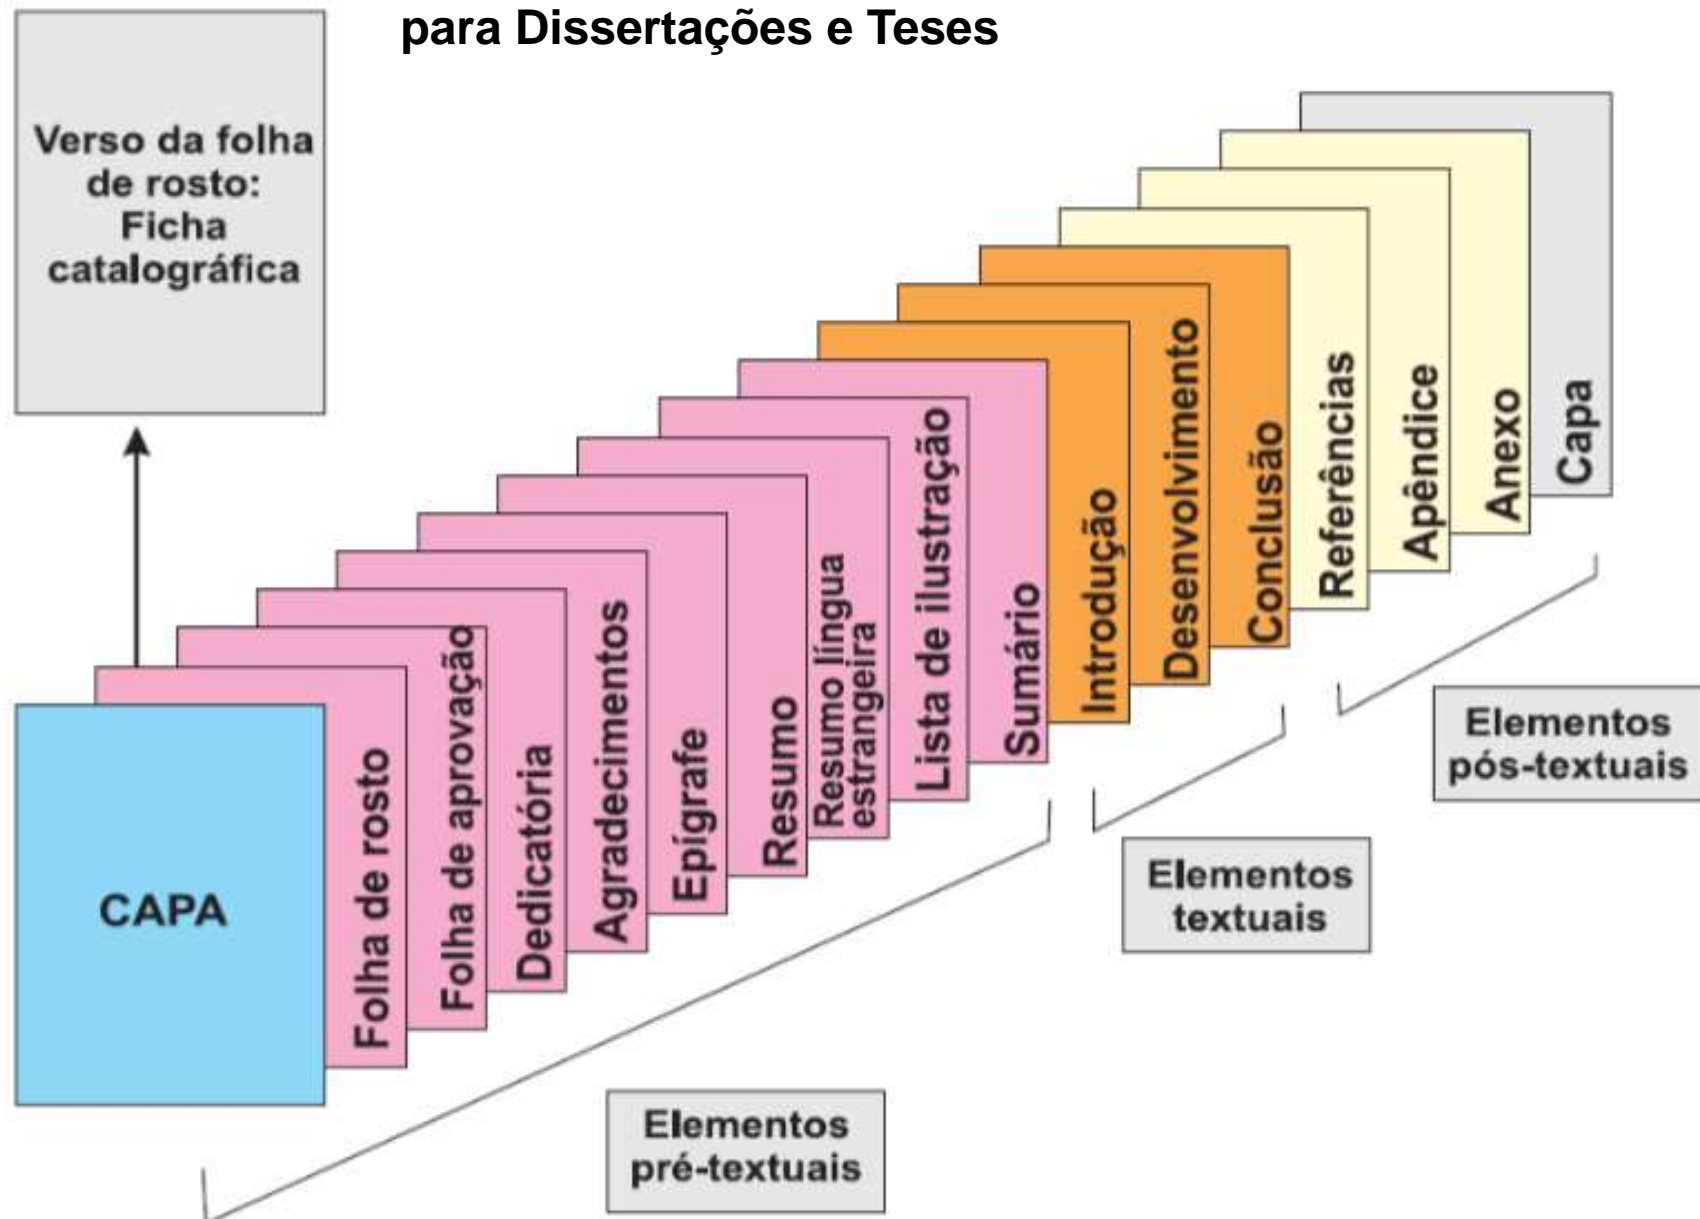 para Dissertações e Teses
Verso da folha
de rosto:
Ficha
catalográfica
CAPA
Folha de rosto
Folha de aprovação
Dedicatória
Agradecimentos
Epígrafe
Resumo
Resumo língua
estrangeira
Lista de ilustração
Sumário
Introdução
Desenvolvimento
Conclusão
Referências
Apêndice
Anexo
Capa
Elementos
pós-textuais
Elementos
textuais
Elementos
pré-textuais